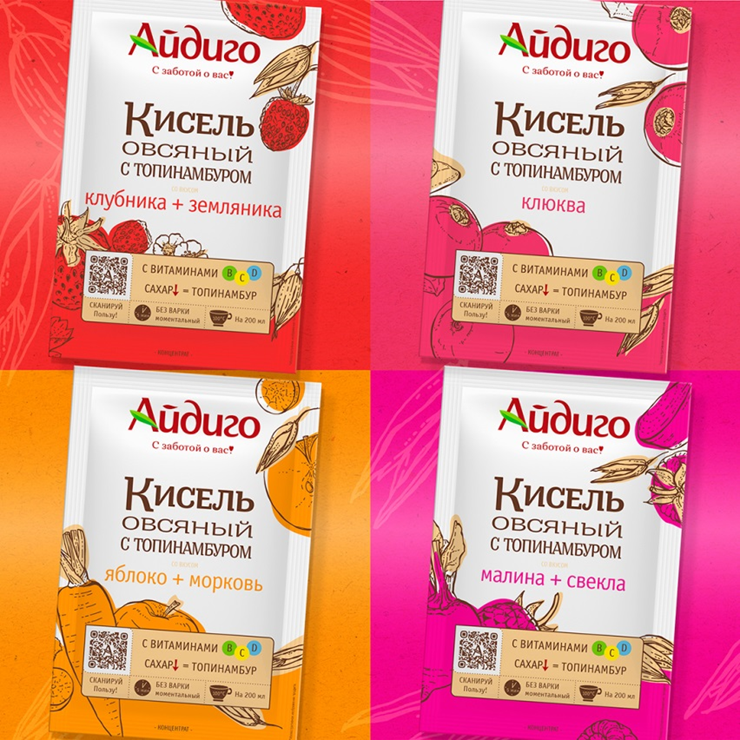 Айдиго
С заботой о вас!
Кисель
овсяный
с топинамбуром
со вкусом
клубника + земляника
С ВИТАМИНАМИ B C D
САХАР↓ = ТОПИНАМБУР
СКАНИРУЙ
Пользу!
БЕЗ ВАРКИ
моментальный
На 200 мл
- КОНЦЕНТРАТ -
Айдиго
С заботой о вас!
Кисель
овсяный
с топинамбуром
со вкусом
клюква
С ВИТАМИНАМИ B C D
САХАР↓ = ТОПИНАМБУР
СКАНИРУЙ
Пользу!
БЕЗ ВАРКИ
моментальный
На 200 мл
- КОНЦЕНТРАТ -
Айдиго
С заботой о вас!
Кисель
овсяный
с топинамбуром
со вкусом
яблоко + морковь
С ВИТАМИНАМИ B C D
САХАР↓ = ТОПИНАМБУР
СКАНИРУЙ
Пользу!
БЕЗ ВАРКИ
моментальный
На 200 мл
- КОНЦЕНТРАТ -
Айдиго
С заботой о вас!
Кисель
овсяный
с топинамбуром
со вкусом
малина + свекла
С ВИТАМИНАМИ B C D
САХАР↓ = ТОПИНАМБУР
СКАНИРУЙ
Пользу!
БЕЗ ВАРКИ
моментальный
На 200 мл
- КОНЦЕНТРАТ -